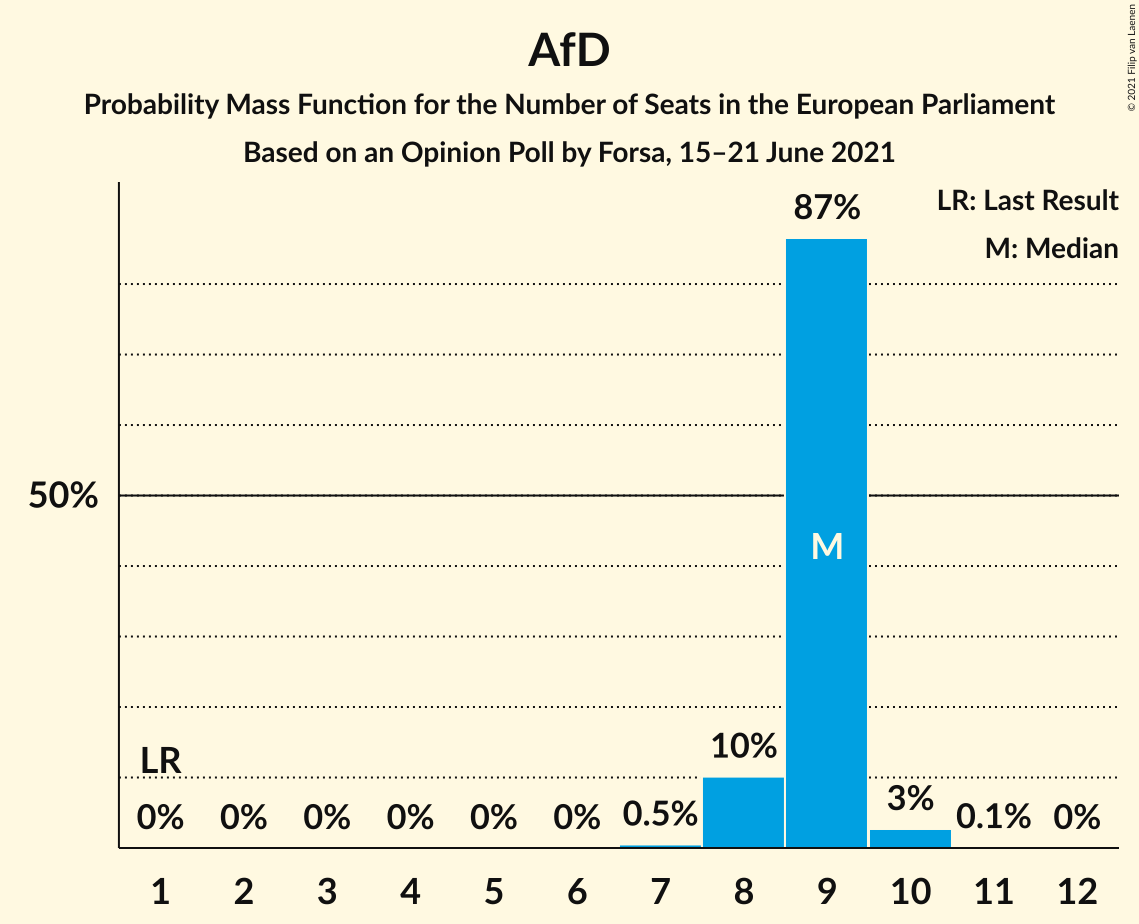 AfD
Probability Mass Function for the Number of Seats in the European Parliament
Based on an Opinion Poll by Forsa, 15–21 June 2021
© 2021 Filip van Laenen
LR: Last Result
M: Median
87%
50%
M
LR
10%
0% 0% 0% 0% 0% 0% 0.5% 3% 0.1% 0%
1 2 3 4 5 6 7 8 9 10 11 12